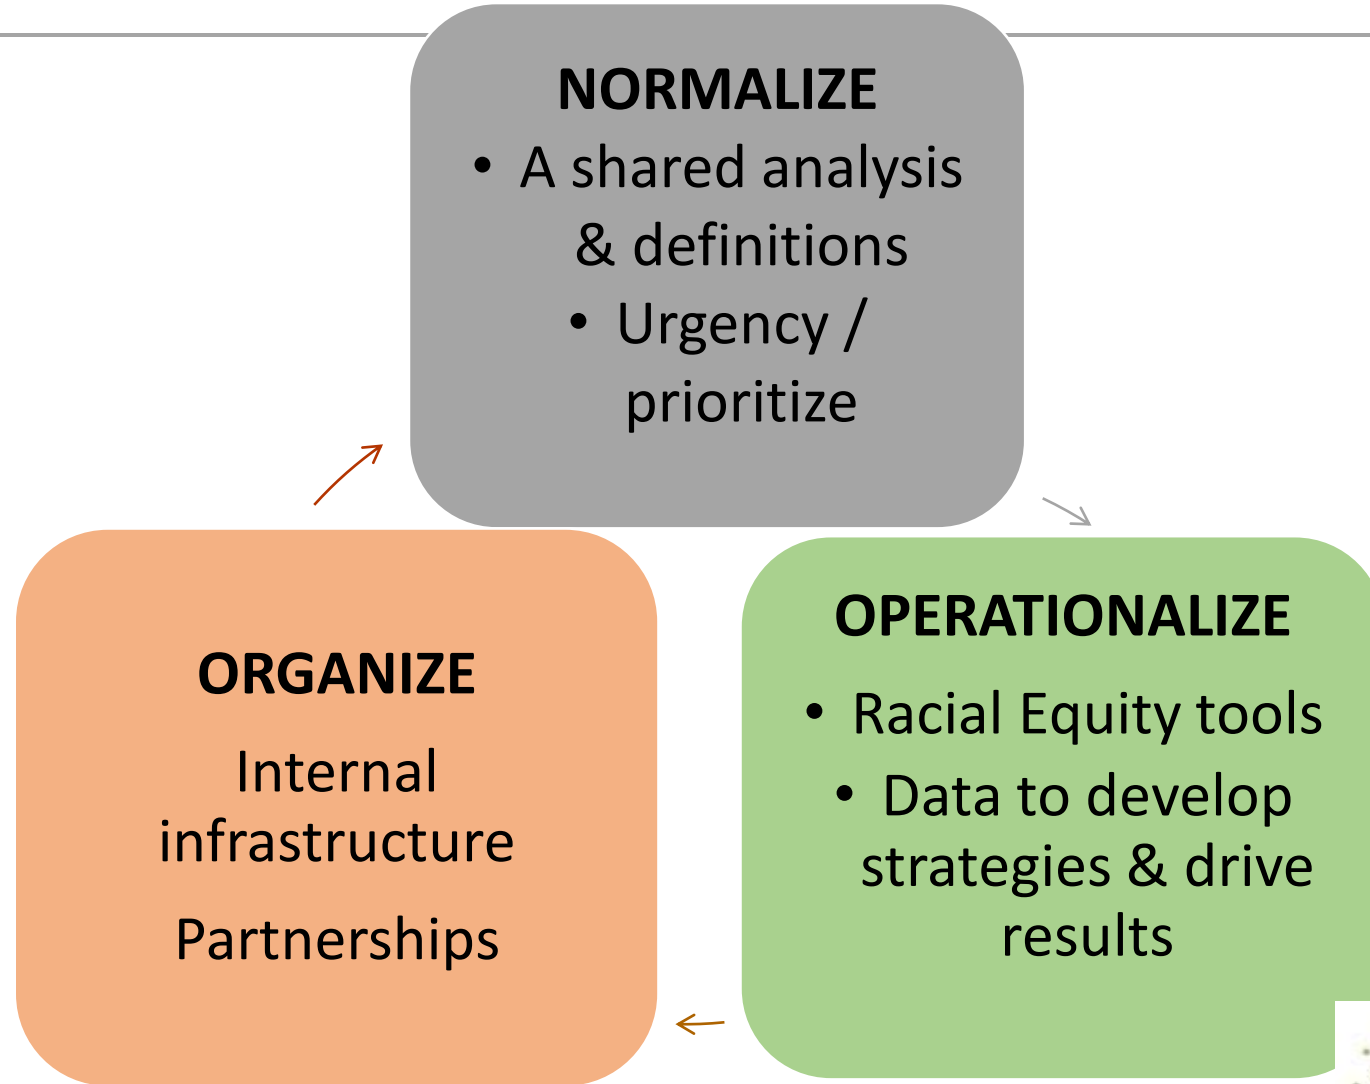 NORMALIZE
• A shared analysis
& definitions
• Urgency /
prioritize
ORGANIZE
Internal
infrastructure
Partnerships
OPERATIONALIZE
• Racial Equity tools
• Data to develop
strategies & drive
results